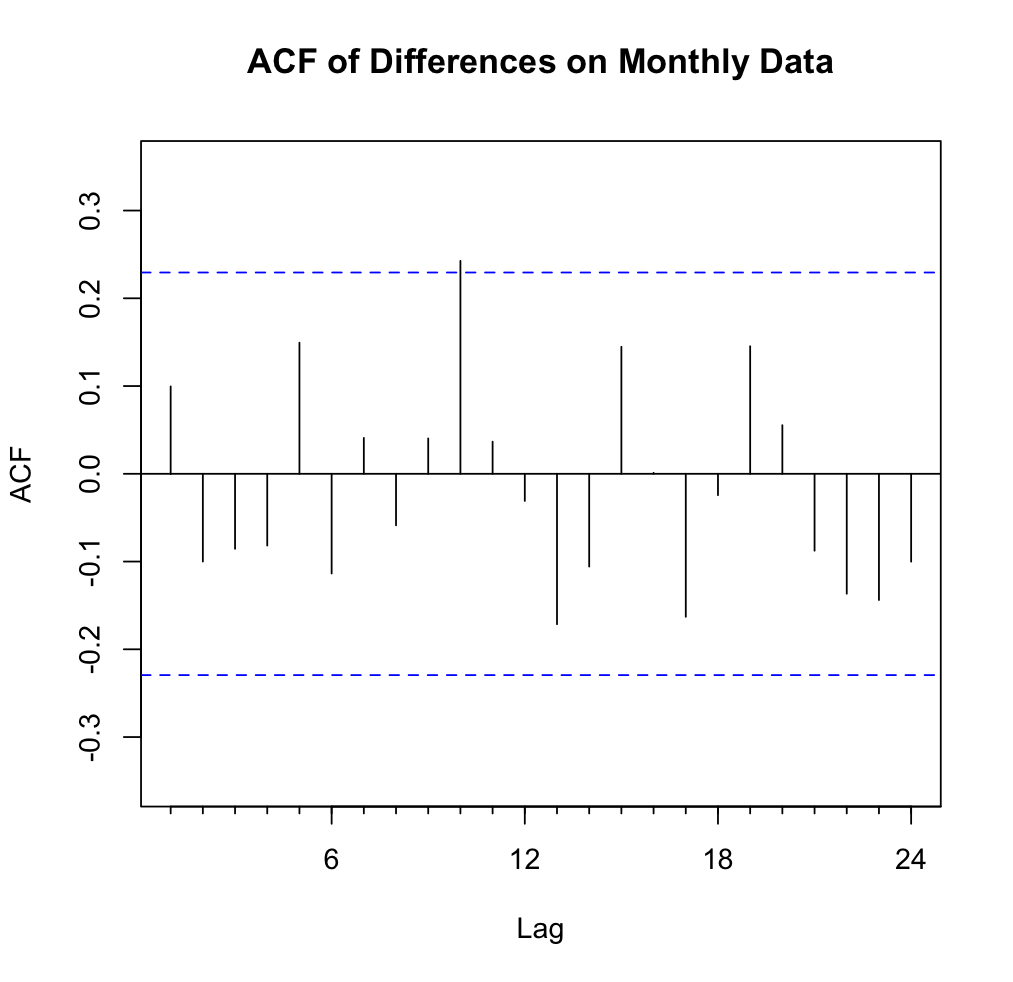 ACF of Differences on Monthly Data
ACF
0.3
0.2
0.1
0.0
-0.1
-0.2
-0.3
6 12 18 24
Lag